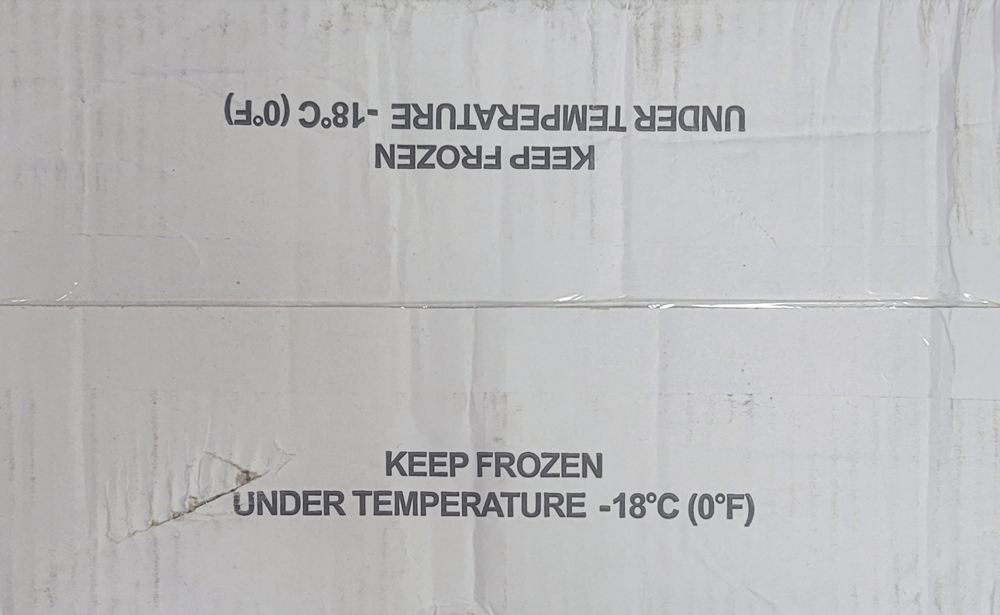 KEEP FROZEN
UNDER TEMPERATURE -18°C (0°F)
KEEP FROZEN
UNDER TEMPERATURE -18°C (0°F)